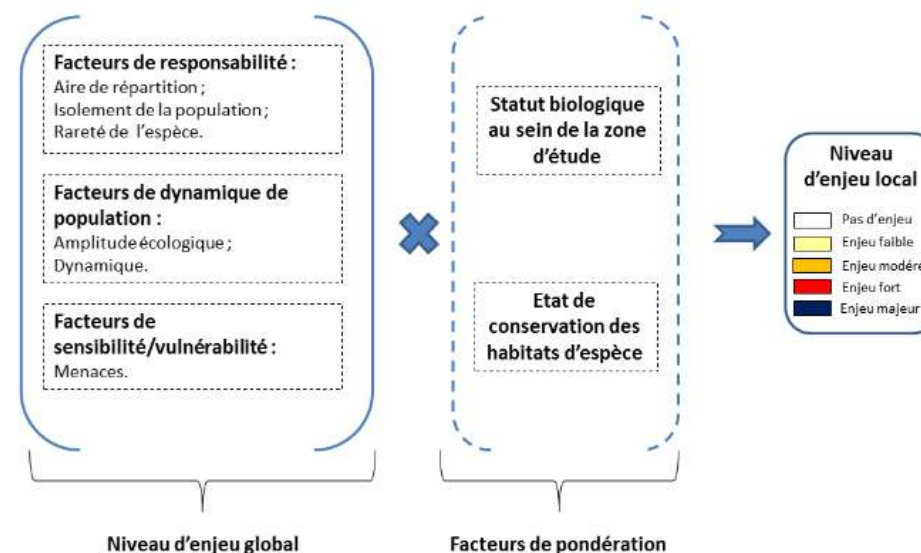 Facteurs de responsabilité :
Aire de répartition ;
Isolement de la population ;
Rareté de l'espèce.
Facteurs de dynamique de
population :
Amplitude écologique ;
Dynamique.
Facteurs de
sensibilité/vulnérabilité :
Menaces.
Niveau d'enjeu global
Statut biologique
au sein de la zone
d'étude
Etat de
conservation des
habitats d'espèce
Facteurs de pondération
Niveau
d'enjeu local
Pas d'enjeu
Enjeu faible
Enjeu modéré
Enjeu fort
Enjeu majeur